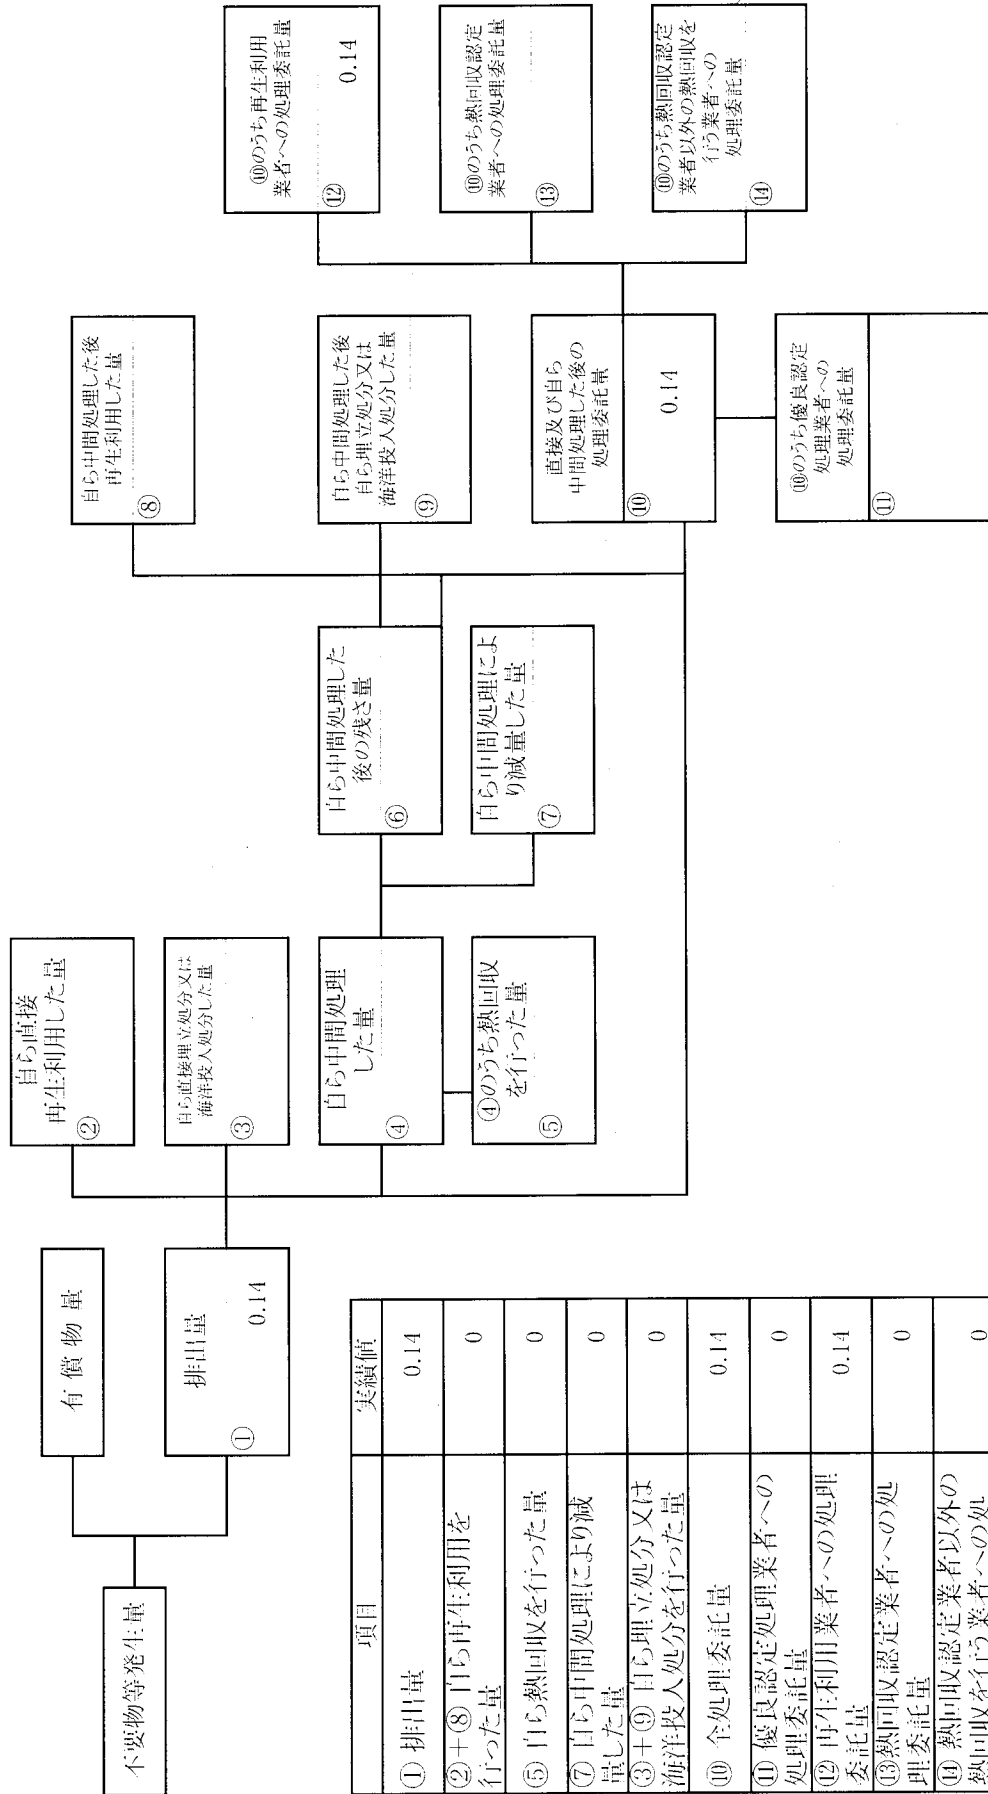 不要物等発生量
有償物量
排出量
①
0.14
自ら直接
再生利用した量
②
自ら直接埋立処分又は
海洋投入処分した量
③
自ら中間処理
した量
④
④のうち熱回収
を行った量
⑤
自ら中間処理した
後の残さ量
⑥
自ら中間処理によ
り減量した量
⑦
自ら中間処理した後
再生利用した量
⑧
自ら中間処理した後
自ら埋立処分又は
海洋投入処分した量
⑨
直接及び自ら
中間処理した後の
処理委託量
⑩
0.14
⑩のうち優良認定
処理業者への
処理委託量
⑪
⑩のうち再生利用
業者への処理委託量
⑫
0.14
⑩のうち熱回収認定
業者への処理委託量
⑬
⑩のうち熱回収認定
業者以外の熱回収を
行う業者への
処理委託量
⑭
項目 実績値
①排出量 0.14
②+⑧自ら再生利用を
行った量 0
⑤自ら熱回収を行った量 0
⑦自ら中間処理により減
量した量 0
③+⑨自ら埋立処分又は
海洋投入処分を行った量 0
⑩全処理委託量 0.14
⑪優良認定処理業者への
処理委託量 0
⑫再生利用業者への処理
委託量 0.14
⑬熱回収認定業者への処
理委託量 0
⑭熱回収認定業者以外の
熱回収を行う業者への処 0